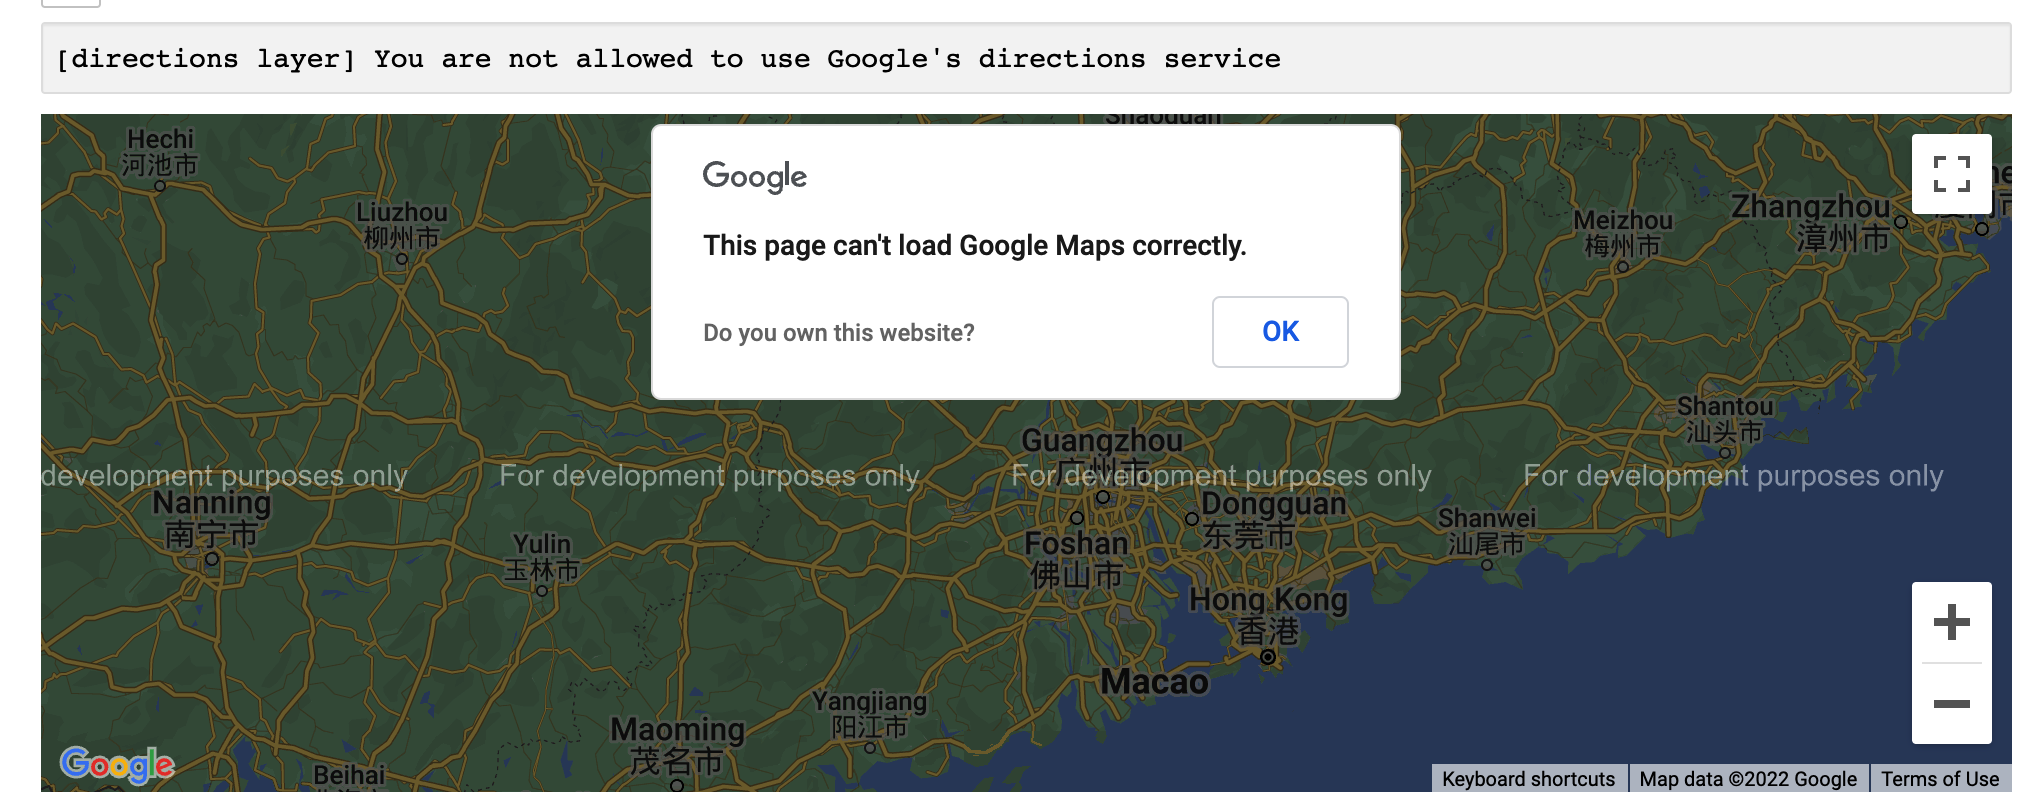 [directions layer] You are not allowed to use Google's directions service
Hechi
河池市
Shaoguan
Google
This page can't load Google Maps correctly.
Do you own this website?
OK
Liuzhou
柳州市
Meizhou
梅州市
Zhangzhou
漳州市
Shantou
汕头市
Guangzhou
广州市
development purposes only
For development purposes only
For development purposes only
For development purposes only
Nanning
南宁市
Dongguan
东莞市
Shanwei
汕尾市
Yulin
玉林市
Foshan
佛山市
Hong Kong
香港
Macao
Yangjiang
阳江市
Maoming
茂名市
Google
Beihai
Keyboard shortcuts
Map data ©2022 Google
Terms of Use